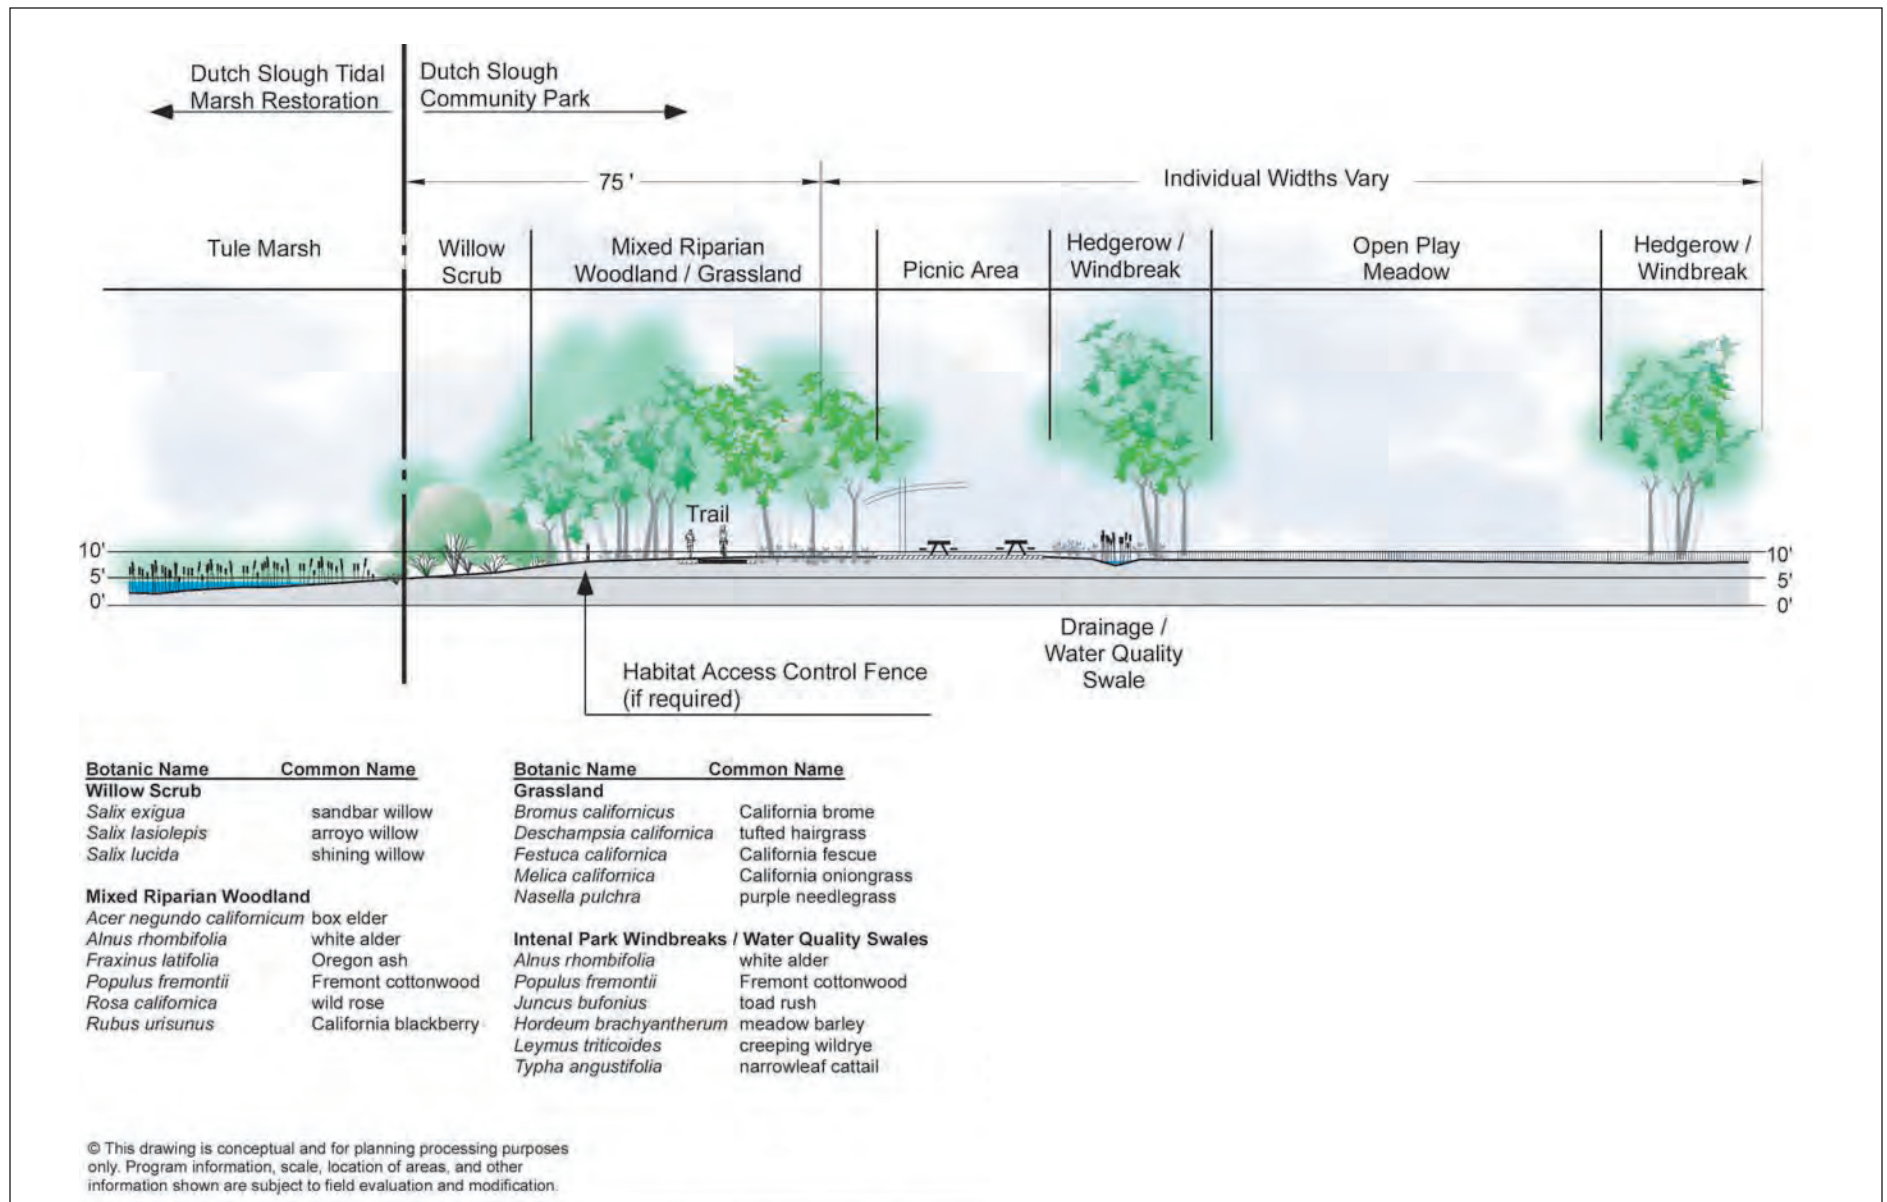 Dutch Slough Tidal
Marsh Restoration
Dutch Slough
Community Park
75 '
Individual Widths Vary
Tule Marsh
Willow
Scrub
Mixed Riparian
Woodland / Grassland
Picnic Area
Hedgerow /
Windbreak
Open Play
Meadow
Hedgerow /
Windbreak
Trail
10'
5'
0'
10'
5'
0'
Drainage /
Water Quality
Swale
Habitat Access Control Fence
(if required)
Botanic Name Common Name
Willow Scrub
Salix exigua sandbar willow
Salix lasiolepis arroyo willow
Salix lucida shining willow
Mixed Riparian Woodland
Acer negundo californicum box elder
Alnus rhombifolia white alder
Fraxinus latifolia Oregon ash
Populus fremontii Fremont cottonwood
Rosa californica wild rose
Rubus urisunus California blackberry
Botanic Name Common Name
Grassland
Bromus californicus California brome
Deschampsia californica tufted hairgrass
Festuca californica California fescue
Melica californica California oniongrass
Nasella pulchra purple needlegrass
Intenal Park Windbreaks / Water Quality Swales
Alnus rhombifolia white alder
Populus fremontii Fremont cottonwood
Juncus bufonius toad rush
Hordeum brachyantherum meadow barley
Leymus triticoides creeping wildrye
Typha angustifolia narrowleaf cattail
© This drawing is conceptual and for planning processing purposes
only. Program information, scale, location of areas, and other
information shown are subject to field evaluation and modification.